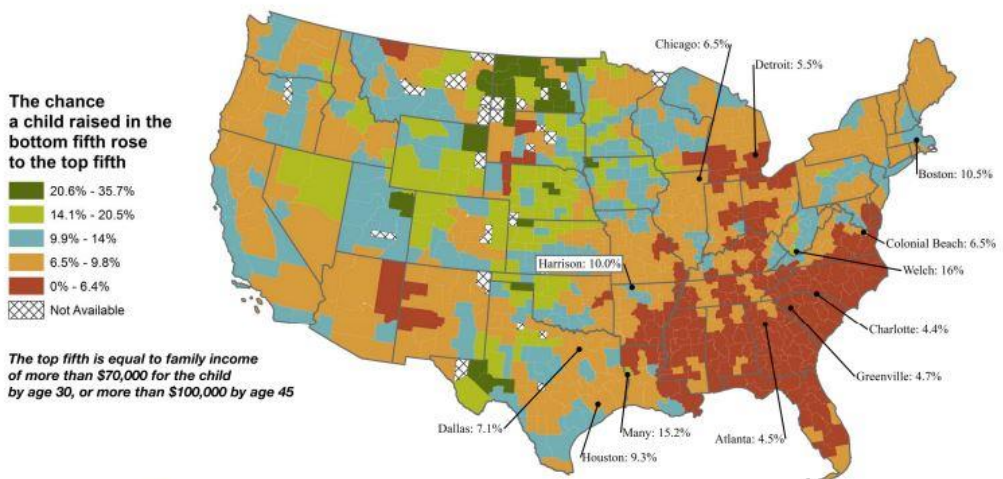 The chance
a child raised in the
bottom fifth rose
to the top fifth
20.6% - 35.7%
14.1% - 20.5%
9.9% - 14%
6.5% - 9.8%
0% - 6.4%
Not Available
The top fifth is equal to family income
of more than $70,000 for the child
by age 30, or more than $100,000 by age 45
Chicago: 6.5%
Detroit: 5.5%
Boston: 10.5%
Colonial Beach: 6.5%
Harrison: 10.0%
Welch: 16%
Charlotte: 4.4%
Greenville: 4.7%
Dallas: 7.1%
Many: 15.2%
Atlanta: 4.5%
Houston: 9.3%